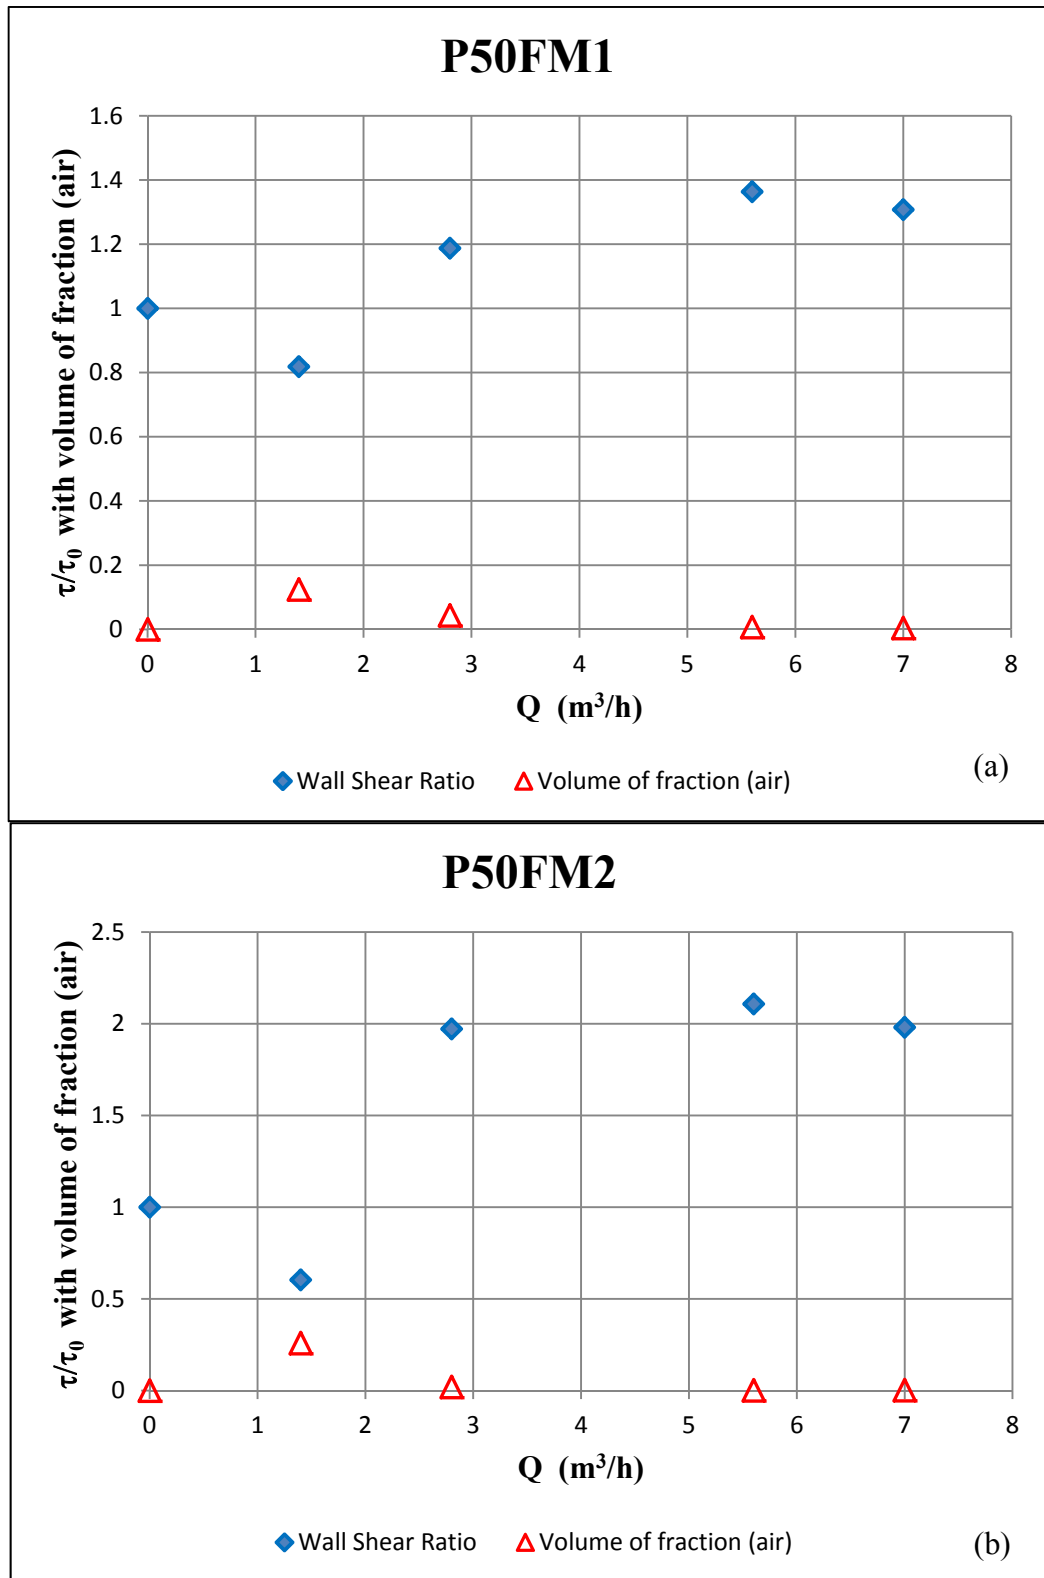 P50FM1
1.6
1.4
1.2
1
0.8
0.6
0.4
0.2
0
τ/τ₀ with volume of fraction (air)
0 1 2 3 4 5 6 7 8
Q (m³/h)
Wall Shear Ratio Volume of fraction (air)
(a)
P50FM2
2.5
2
1.5
1
0.5
0
τ/τ₀ with volume of fraction (air)
0 1 2 3 4 5 6 7 8
Q (m³/h)
Wall Shear Ratio Volume of fraction (air)
(b)